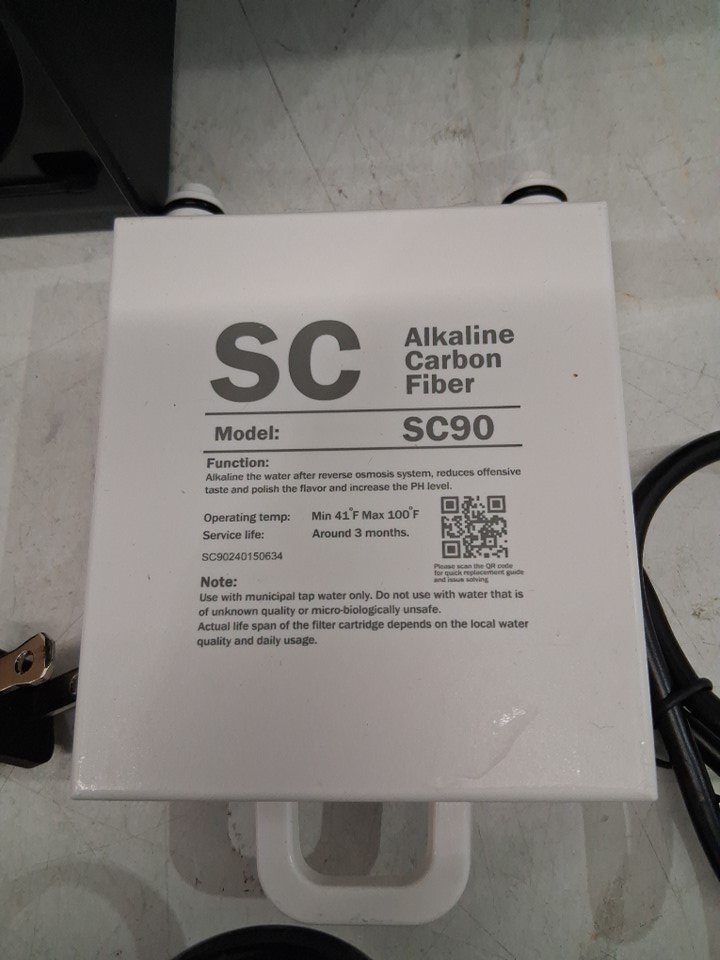 SC
Alkaline
Carbon
Fiber
Model: SC90
Function:
Alkaline the water after reverse osmosis system, reduces offensive
taste and polish the flavor and increase the PH level.
Operating temp: Min 41°F Max 100°F
Service life: Around 3 months.
SC90240150634
Please scan the QR code
for quick replacement guide
and issue solving
Note:
Use with municipal tap water only. Do not use with water that is
of unknown quality or micro-biologically unsafe.
Actual life span of the filter cartridge depends on the local water
quality and daily usage.